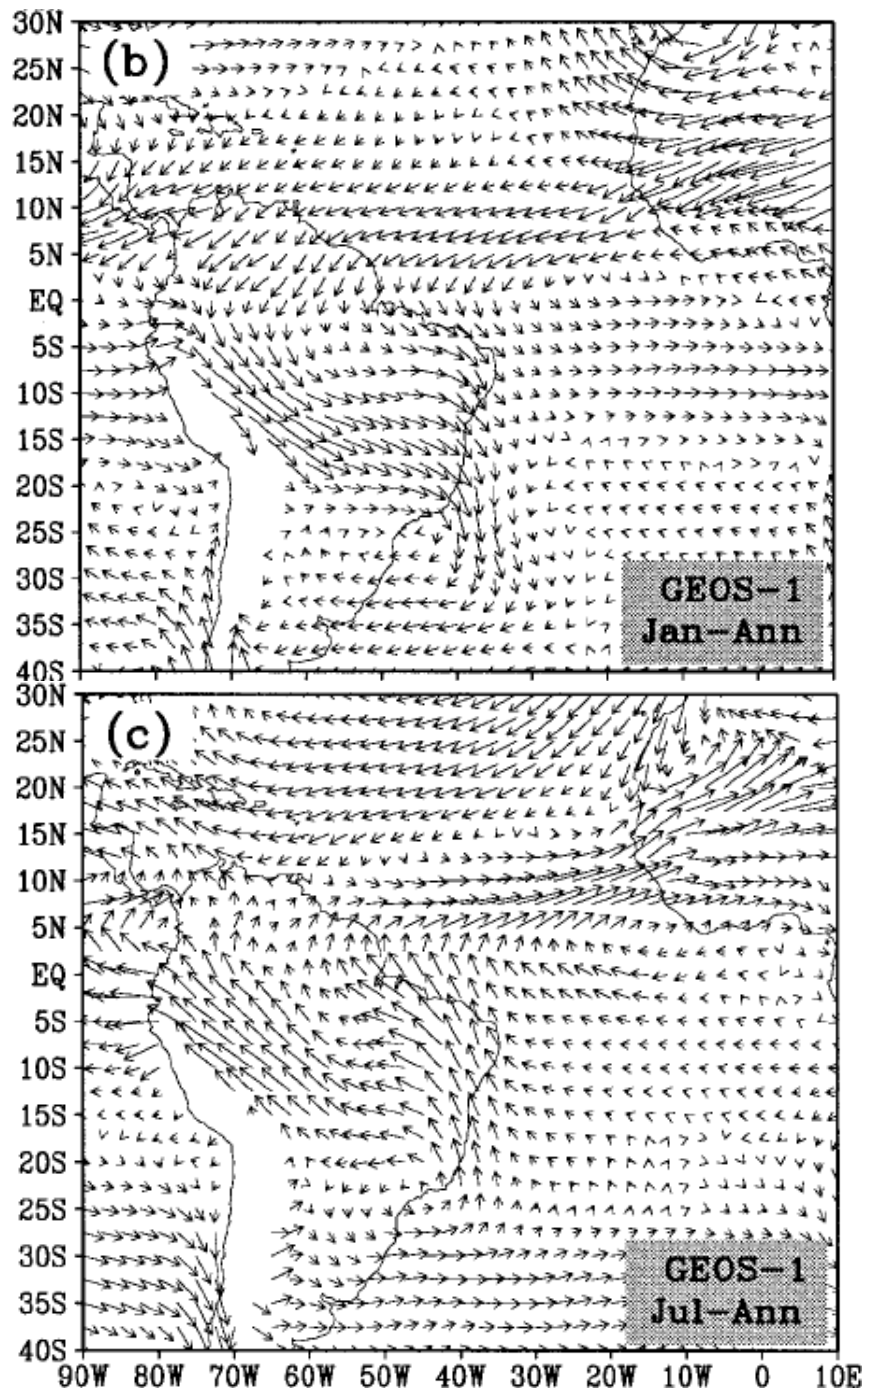 (b)
30N
25N
20N
15N
10N
5N
EQ
5S
10S
15S
20S
25S
30S
35S
40S
GEOS-1
Jan-Ann
(c)
30N
25N
20N
15N
10N
5N
EQ
5S
10S
15S
20S
25S
30S
35S
40S
GEOS-1
Jul-Ann
90W 80W 70W 60W 50W 40W 30W 20W 10W 0 10E